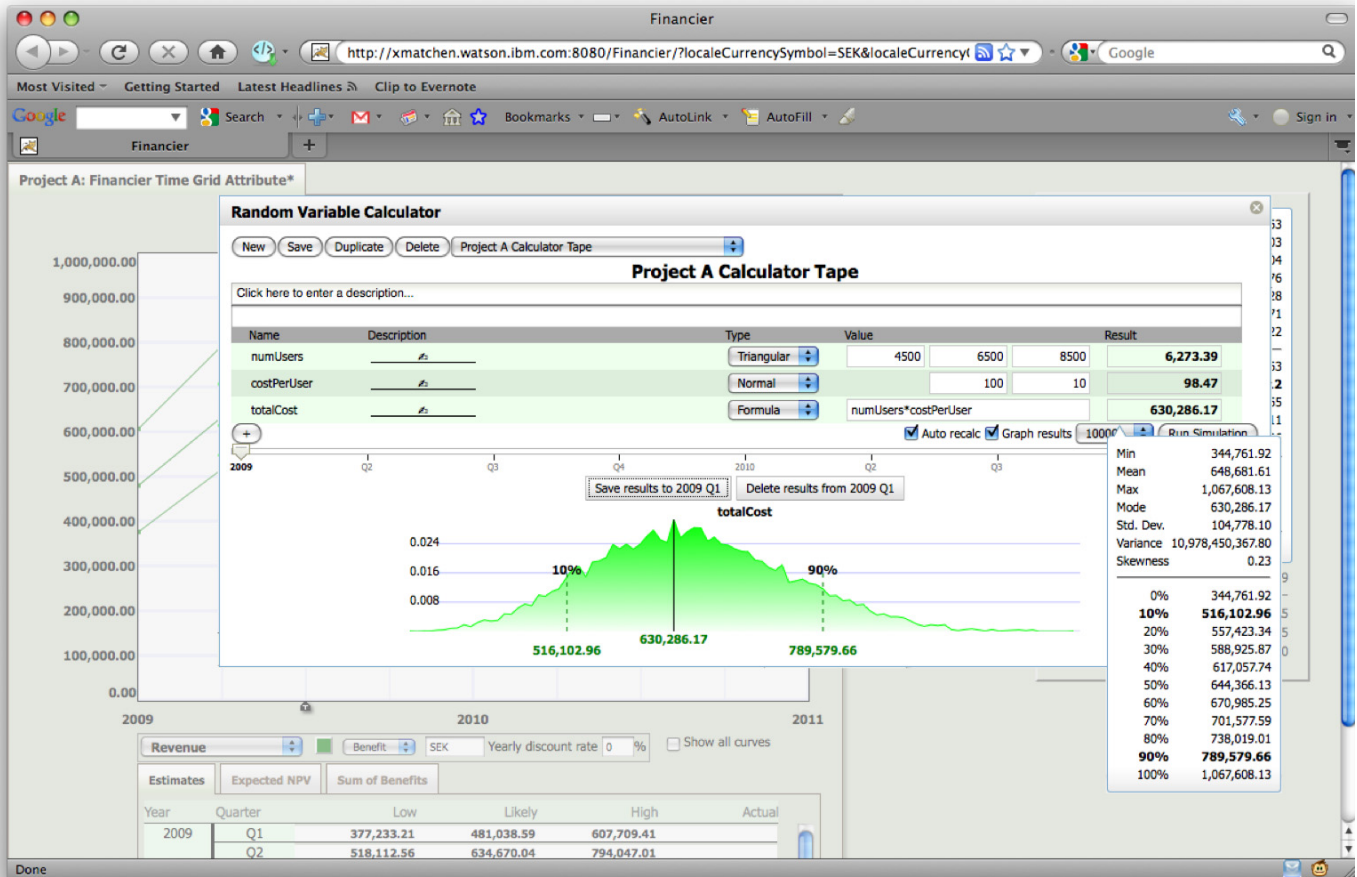 Financier
http://xmatchen.watson.ibm.com:8080/Financier/?localeCurrencySymbol=SEK&localeCurrency
Google
Most Visited Getting Started Latest Headlines Clip to Evernote
Google Search Bookmarks AutoLink AutoFill Sign in
Financier +
Project A: Financier Time Grid Attribute*
Random Variable Calculator
New Save Duplicate Delete Project A Calculator Tape
Project A Calculator Tape
Click here to enter a description...
Name Description Type Value Result
numUsers Triangular 4500 6500 8500 6,273.39
costPerUser Normal 100 10 98.47
totalCost Formula numUsers*costPerUser 630,286.17
+ Auto recalc Graph results 10000 Run Simulation
2009 Q2 Q3 Q4 2010 Q2 Q3
Save results to 2009 Q1 Delete results from 2009 Q1
totalCost
0.024
0.016
0.008
10% 90%
516,102.96 630,286.17 789,579.66
Min 344,761.92
Mean 648,681.61
Max 1,067,608.13
Mode 630,286.17
Std. Dev. 104,778.10
Variance 10,978,450,367.80
Skewness 0.23
0% 344,761.92
10% 516,102.96
20% 557,423.34
30% 588,925.87
40% 617,057.74
50% 644,366.13
60% 670,985.25
70% 701,577.59
80% 738,019.01
90% 789,579.66
100% 1,067,608.13
1,000,000.00
900,000.00
800,000.00
700,000.00
600,000.00
500,000.00
400,000.00
300,000.00
200,000.00
100,000.00
0.00
2009 2010 2011
Revenue Benefit SEK Yearly discount rate 0 % Show all curves
Estimates Expected NPV Sum of Benefits
Year Quarter Low Likely High Actual
2009 Q1 377,233.21 481,038.59 607,709.41
Q2 518,112.56 634,670.04 794,047.01
Done